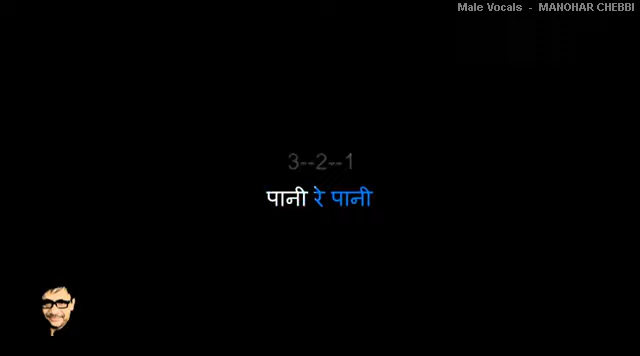 Male Vocals - MANOHAR CHEBBI
3--2--1
पानी रे पानी